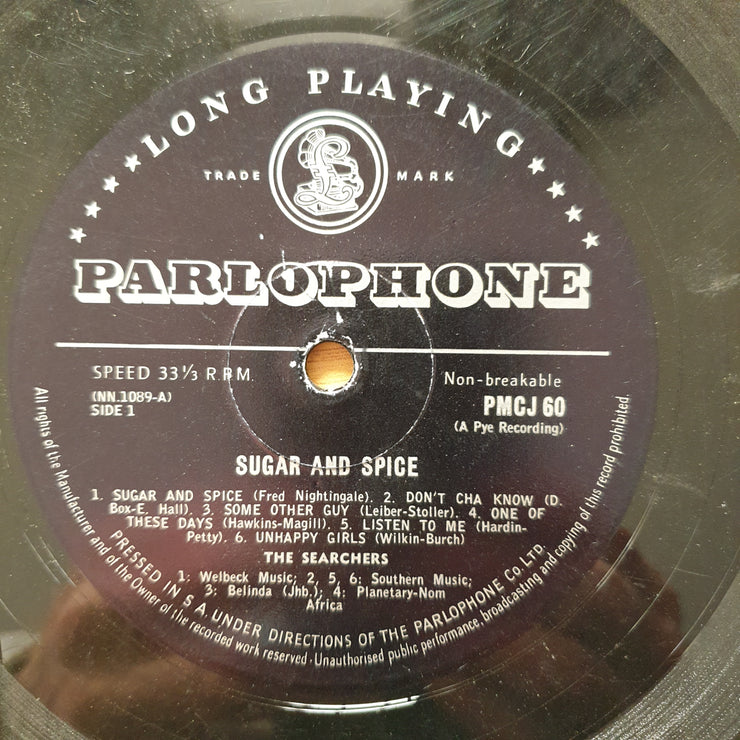 LONG PLAYING
TRADE MARK
£
PARLOPHONE
SPEED 33⅓ R.P.M.
Non-breakable
(NN.1089-A)
SIDE 1
PMCJ 60
(A Pye Recording)
SUGAR AND SPICE
1. SUGAR AND SPICE (Fred Nightingale). 2. DON'T CHA KNOW (D.
Box-E. Hall). 3. SOME OTHER GUY (Leiber-Stoller). 4. ONE OF
THESE DAYS (Hawkins-Magill). 5. LISTEN TO ME (Hardin-
Petty). 6. UNHAPPY GIRLS (Wilkin-Burch)
THE SEARCHERS
1: Welbeck Music; 2, 5, 6: Southern Music;
3: Belinda (Jhb.); 4: Planetary-Nom
Africa
PRESSED IN S A. UNDER DIRECTIONS OF THE PARLOPHONE Co. LTD.
All rights of the Manufacturer and of the Owner of the recorded work reserved. Unauthorised public performance, broadcasting and copying of this record prohibited.